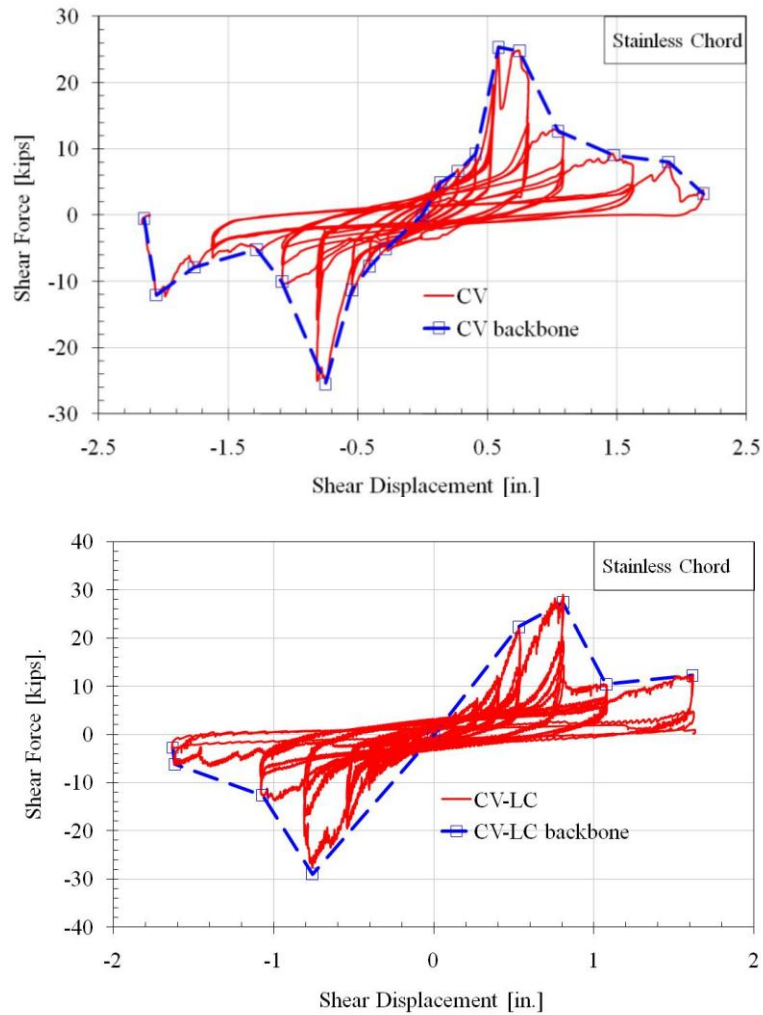 30
Stainless Chord
20
10
0
-10
-20
-30
Shear Force [kips]
CV
CV backbone
-2.5 -1.5 -0.5 0.5 1.5 2.5
Shear Displacement [in.]
40
Stainless Chord
30
20
10
0
-10
-20
-30
-40
Shear Force [kips].
CV-LC
CV-LC backbone
-2 -1 0 1 2
Shear Displacement [in.]